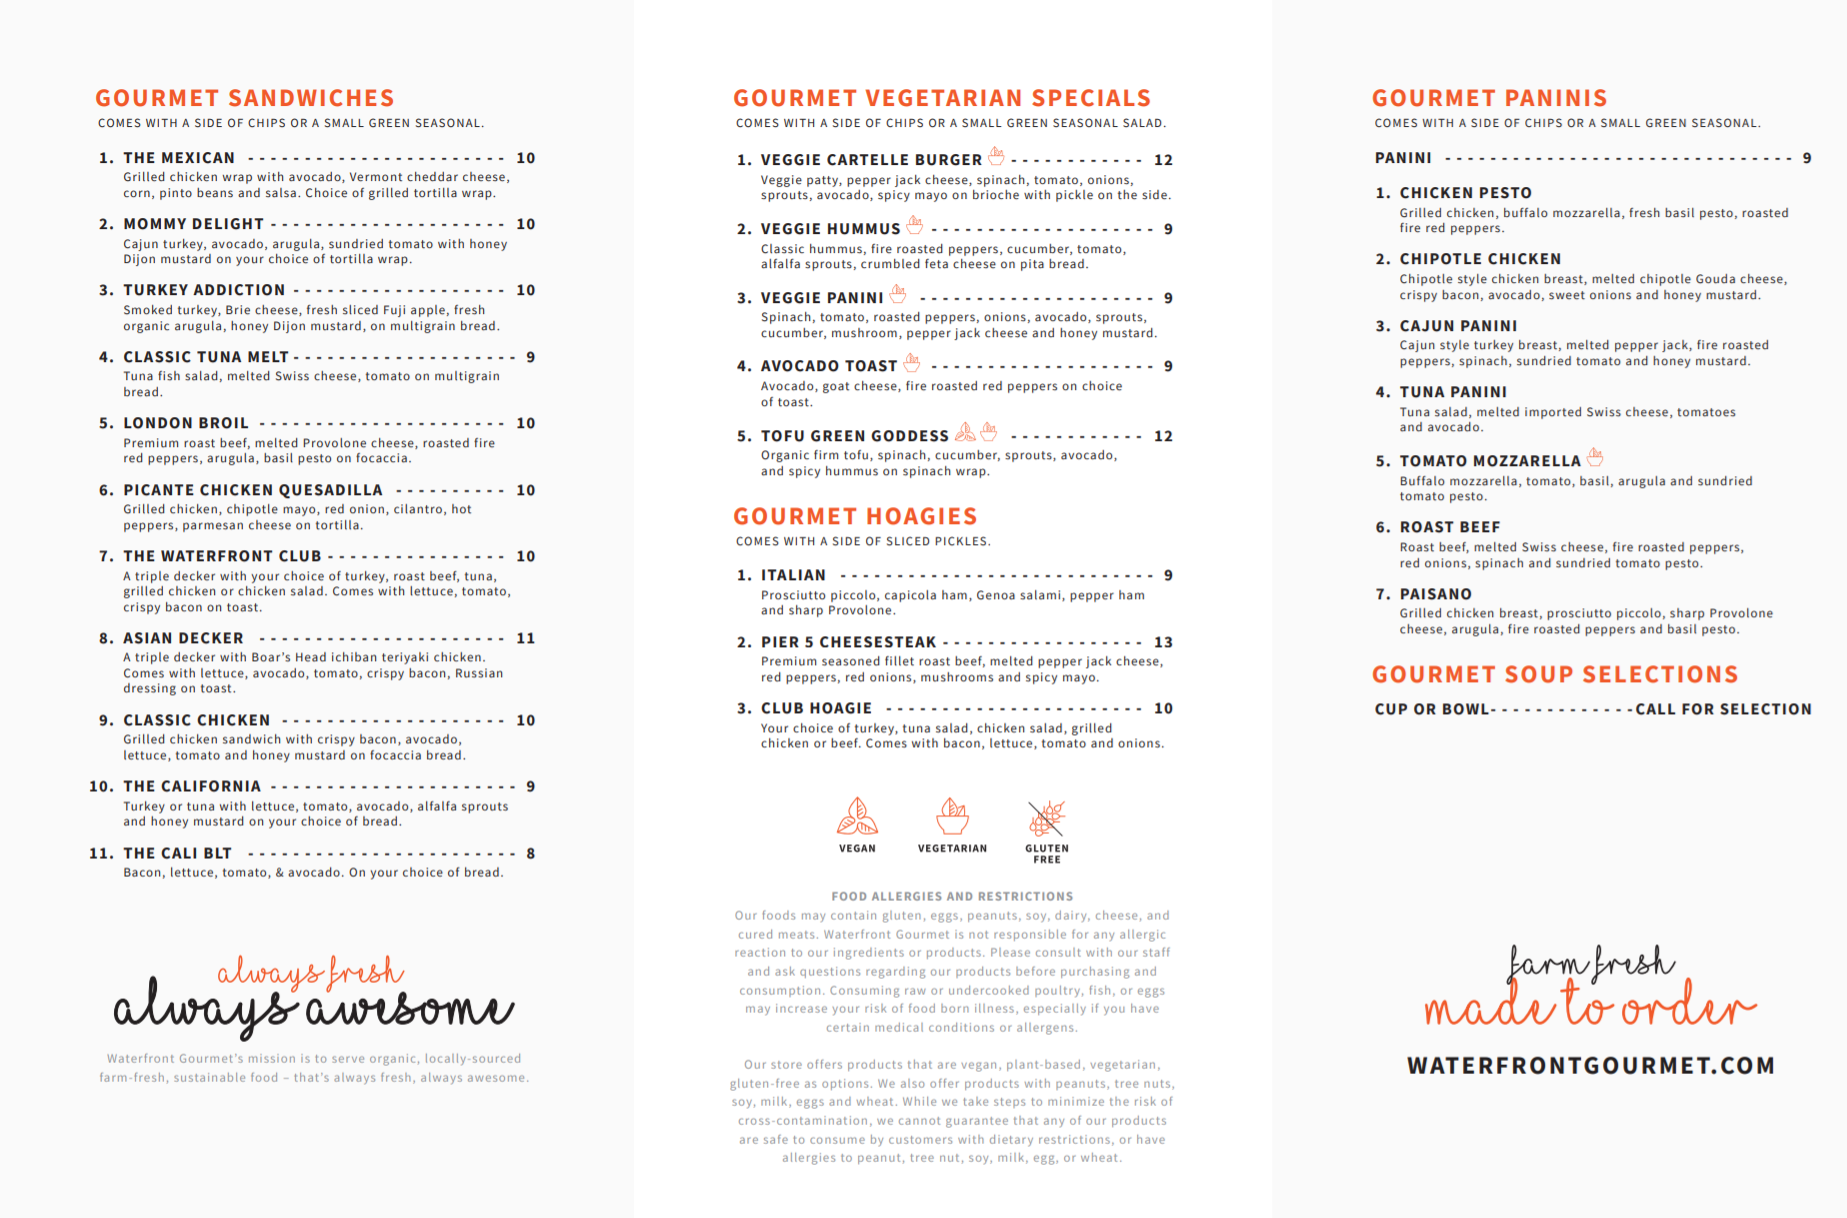 GOURMET SANDWICHES
COMES WITH A SIDE OF CHIPS OR A SMALL GREEN SEASONAL.
1. THE MEXICAN - - - - - - - - - - - - - - - - - - - - - - - 10
Grilled chicken wrap with avocado, Vermont cheddar cheese,
corn, pinto beans and salsa. Choice of grilled tortilla wrap.
2. MOMMY DELIGHT - - - - - - - - - - - - - - - - - - - - - 10
Cajun turkey, avocado, arugula, sundried tomato with honey
Dijon mustard on your choice of tortilla wrap.
3. TURKEY ADDICTION - - - - - - - - - - - - - - - - - - - 10
Smoked turkey, Brie cheese, fresh sliced Fuji apple, fresh
organic arugula, honey Dijon mustard, on multigrain bread.
4. CLASSIC TUNA MELT - - - - - - - - - - - - - - - - - - - - 9
Tuna fish salad, melted Swiss cheese, tomato on multigrain
bread.
5. LONDON BROIL - - - - - - - - - - - - - - - - - - - - - - 10
Premium roast beef, melted Provolone cheese, roasted fire
red peppers, arugula, basil pesto on focaccia.
6. PICANTE CHICKEN QUESADILLA - - - - - - - - - - 10
Grilled chicken, chipotle mayo, red onion, cilantro, hot
peppers, parmesan cheese on tortilla.
7. THE WATERFRONT CLUB - - - - - - - - - - - - - - - - 10
A triple decker with your choice of turkey, roast beef, tuna,
grilled chicken or chicken salad. Comes with lettuce, tomato,
crispy bacon on toast.
8. ASIAN DECKER - - - - - - - - - - - - - - - - - - - - - - 11
A triple decker with Boar's Head ichiban teriyaki chicken.
Comes with lettuce, avocado, tomato, crispy bacon, Russian
dressing on toast.
9. CLASSIC CHICKEN - - - - - - - - - - - - - - - - - - - - 10
Grilled chicken sandwich with crispy bacon, avocado,
lettuce, tomato and honey mustard on focaccia bread.
10. THE CALIFORNIA - - - - - - - - - - - - - - - - - - - - - - 9
Turkey or tuna with lettuce, tomato, avocado, alfalfa sprouts
and honey mustard on your choice of bread.
11. THE CALI BLT - - - - - - - - - - - - - - - - - - - - - - - - 8
Bacon, lettuce, tomato, & avocado. On your choice of bread.
always fresh
always awesome
Waterfront Gourmet's mission is to serve organic, locally-sourced
farm-fresh, sustainable food – that's always fresh, always awesome.
GOURMET VEGETARIAN SPECIALS
COMES WITH A SIDE OF CHIPS OR A SMALL GREEN SEASONAL SALAD.
1. VEGGIE CARTELLE BURGER - - - - - - - - - - - - 12
Veggie patty, pepper jack cheese, spinach, tomato, onions,
sprouts, avocado, spicy mayo on brioche with pickle on the side.
2. VEGGIE HUMMUS - - - - - - - - - - - - - - - - - - - - 9
Classic hummus, fire roasted peppers, cucumber, tomato,
alfalfa sprouts, crumbled feta cheese on pita bread.
3. VEGGIE PANINI - - - - - - - - - - - - - - - - - - - - - 9
Spinach, tomato, roasted peppers, onions, avocado, sprouts,
cucumber, mushroom, pepper jack cheese and honey mustard.
4. AVOCADO TOAST - - - - - - - - - - - - - - - - - - - - 9
Avocado, goat cheese, fire roasted red peppers on choice
of toast.
5. TOFU GREEN GODDESS - - - - - - - - - - - - 12
Organic firm tofu, spinach, cucumber, sprouts, avocado,
and spicy hummus on spinach wrap.
GOURMET HOAGIES
COMES WITH A SIDE OF SLICED PICKLES.
1. ITALIAN - - - - - - - - - - - - - - - - - - - - - - - - - - - - 9
Prosciutto piccolo, capicola ham, Genoa salami, pepper ham
and sharp Provolone.
2. PIER 5 CHEESESTEAK - - - - - - - - - - - - - - - - - - 13
Premium seasoned fillet roast beef, melted pepper jack cheese,
red peppers, red onions, mushrooms and spicy mayo.
3. CLUB HOAGIE - - - - - - - - - - - - - - - - - - - - - - - 10
Your choice of turkey, tuna salad, chicken salad, grilled
chicken or beef. Comes with bacon, lettuce, tomato and onions.
VEGAN VEGETARIAN GLUTEN
FREE
FOOD ALLERGIES AND RESTRICTIONS
Our foods may contain gluten, eggs, peanuts, soy, dairy, cheese, and
cured meats. Waterfront Gourmet is not responsible for any allergic
reaction to our ingredients or products. Please consult with our staff
and ask questions regarding our products before purchasing and
consumption. Consuming raw or undercooked poultry, fish, or eggs
may increase your risk of food born illness, especially if you have
certain medical conditions or allergens.
Our store offers products that are vegan, plant-based, vegetarian,
gluten-free as options. We also offer products with peanuts, tree nuts,
soy, milk, eggs and wheat. While we take steps to minimize the risk of
cross-contamination, we cannot guarantee that any of our products
are safe to consume by customers with dietary restrictions, or have
allergies to peanut, tree nut, soy, milk, egg, or wheat.
GOURMET PANINIS
COMES WITH A SIDE OF CHIPS OR A SMALL GREEN SEASONAL.
PANINI - - - - - - - - - - - - - - - - - - - - - - - - - - - - - - - 9
1. CHICKEN PESTO
Grilled chicken, buffalo mozzarella, fresh basil pesto, roasted
fire red peppers.
2. CHIPOTLE CHICKEN
Chipotle style chicken breast, melted chipotle Gouda cheese,
crispy bacon, avocado, sweet onions and honey mustard.
3. CAJUN PANINI
Cajun style turkey breast, melted pepper jack, fire roasted
peppers, spinach, sundried tomato and honey mustard.
4. TUNA PANINI
Tuna salad, melted imported Swiss cheese, tomatoes
and avocado.
5. TOMATO MOZZARELLA
Buffalo mozzarella, tomato, basil, arugula and sundried
tomato pesto.
6. ROAST BEEF
Roast beef, melted Swiss cheese, fire roasted peppers,
red onions, spinach and sundried tomato pesto.
7. PAISANO
Grilled chicken breast, prosciutto piccolo, sharp Provolone
cheese, arugula, fire roasted peppers and basil pesto.
GOURMET SOUP SELECTIONS
CUP OR BOWL- - - - - - - - - - - - -CALL FOR SELECTION
farm fresh
made to order
WATERFRONTGOURMET.COM